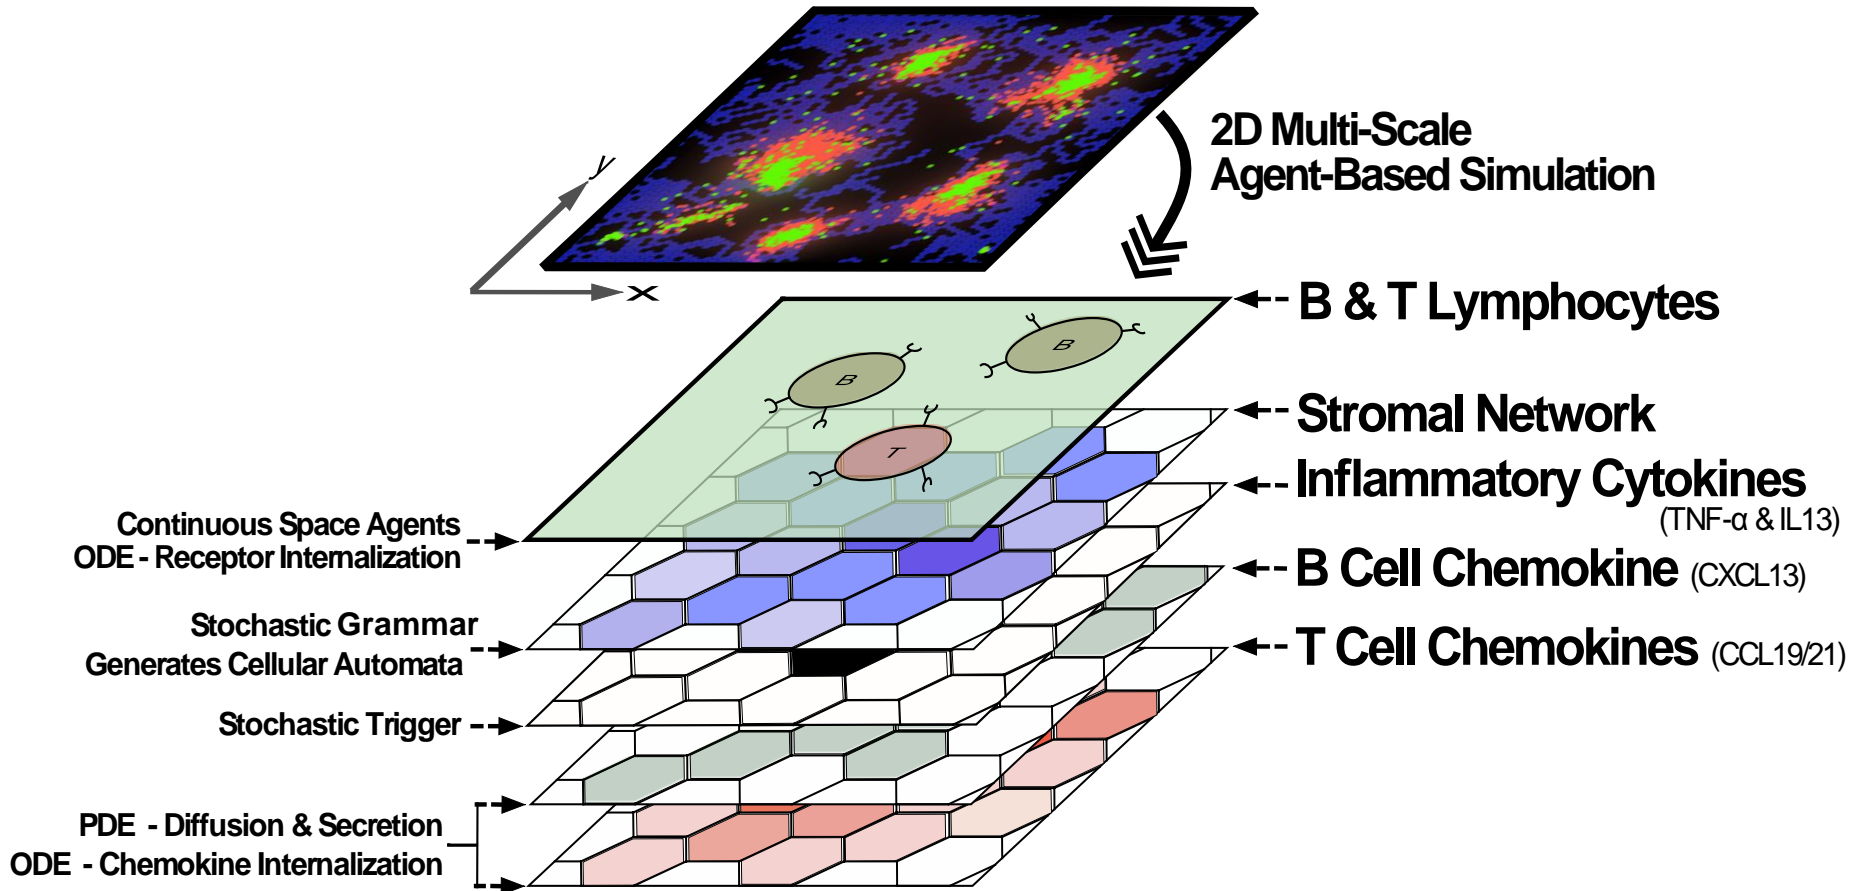 2D Multi-Scale
Agent-Based Simulation
y
x
B & T Lymphocytes
B
B
T
Stromal Network
Inflammatory Cytokines
(TNF-α & IL13)
B Cell Chemokine (CXCL13)
T Cell Chemokines (CCL19/21)
Continuous Space Agents
ODE - Receptor Internalization
Stochastic Grammar
Generates Cellular Automata
Stochastic Trigger
PDE - Diffusion & Secretion
ODE - Chemokine Internalization